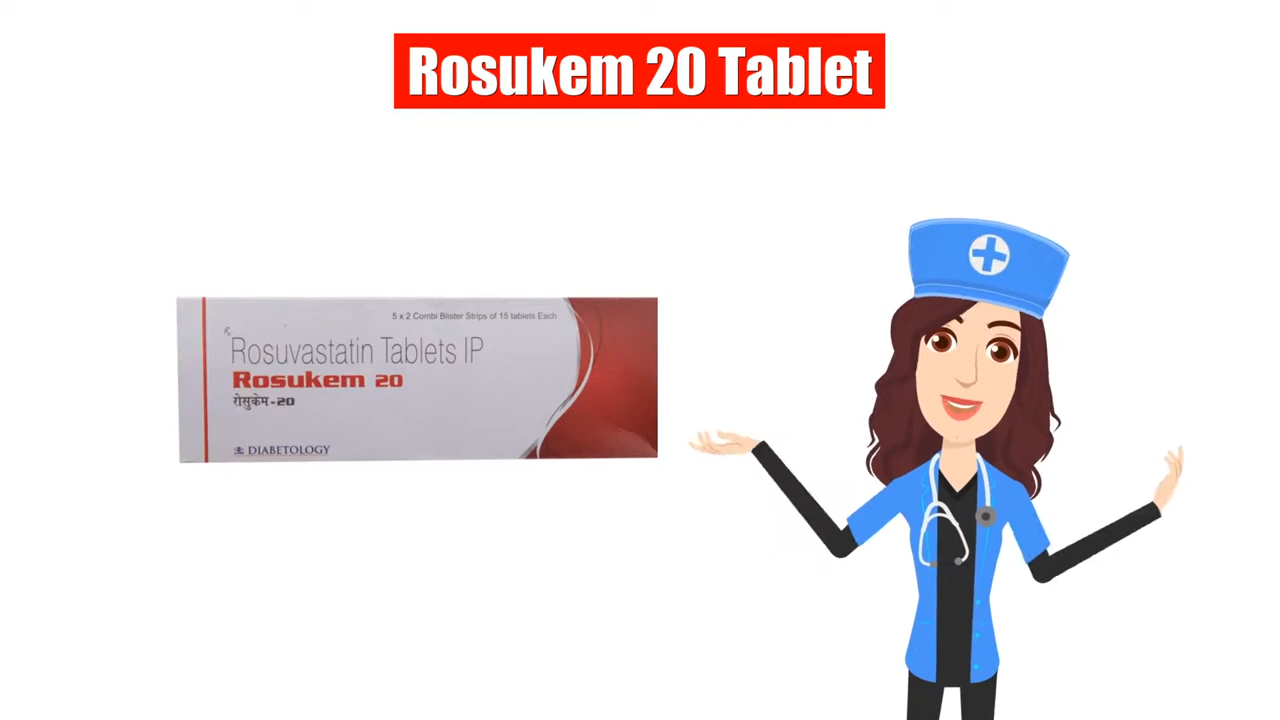 Rosukem 20 Tablet
5 x 2 Combi Blister Strips of 15 tablets Each
Rx
Rosuvastatin Tablets IP
Rosukem 20
रोसुकेम-20
DIABETOLOGY